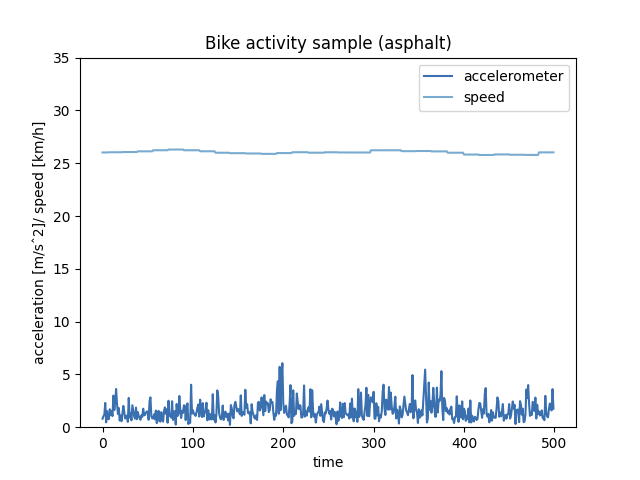 Bike activity sample (asphalt)
accelerometer
speed
acceleration [m/sˆ2]/ speed [km/h]
35
30
25
20
15
10
5
0
0 100 200 300 400 500
time